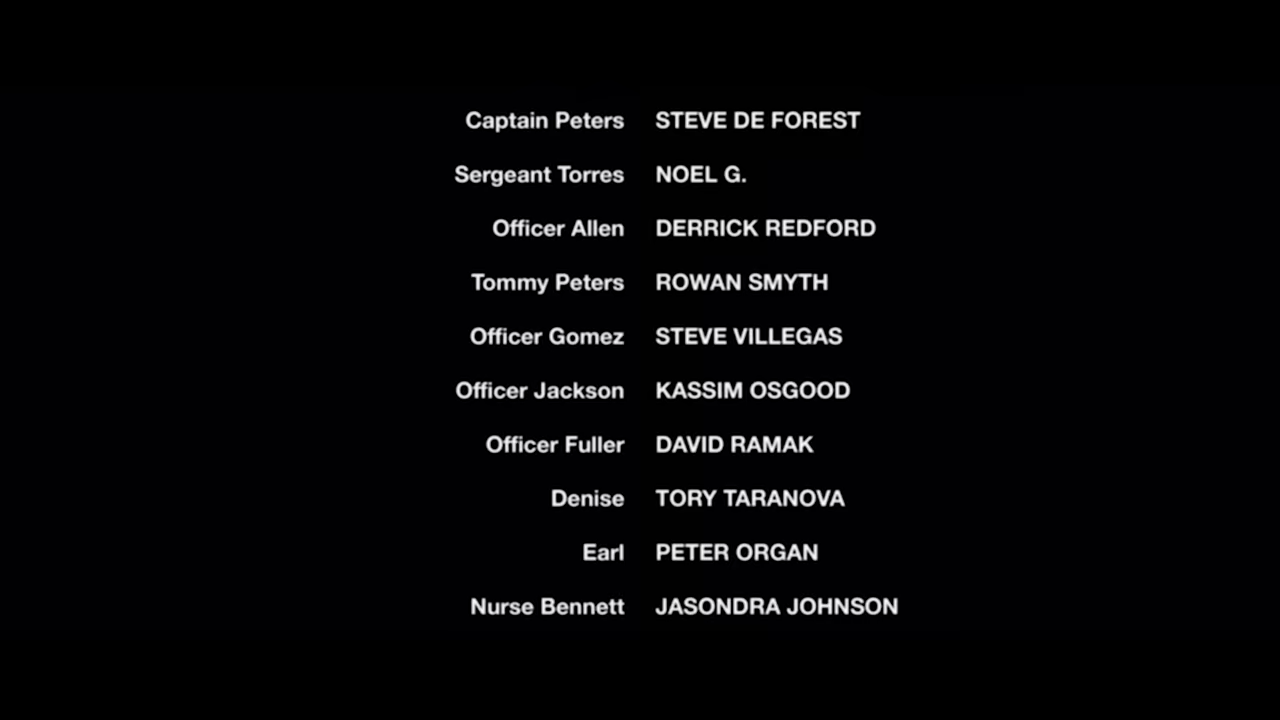 Captain Peters STEVE DE FOREST
Sergeant Torres NOEL G.
Officer Allen DERRICK REDFORD
Tommy Peters ROWAN SMYTH
Officer Gomez STEVE VILLEGAS
Officer Jackson KASSIM OSGOOD
Officer Fuller DAVID RAMAK
Denise TORY TARANOVA
Earl PETER ORGAN
Nurse Bennett JASONDRA JOHNSON